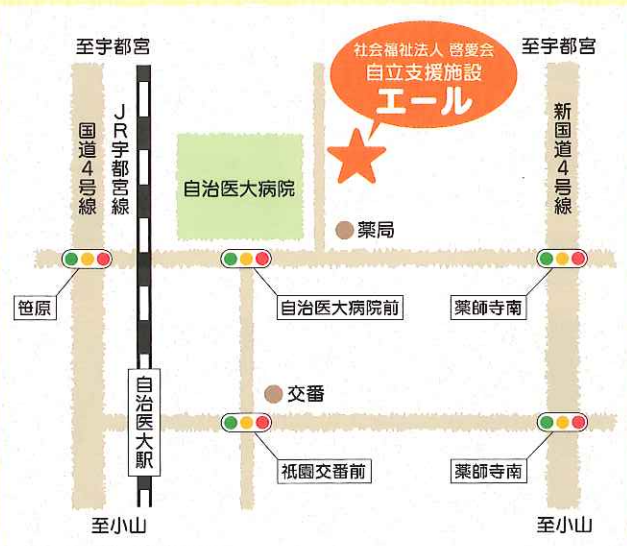 至宇都宮
社会福祉法人 啓愛会
自立支援施設
エール
至宇都宮
国道4号線
JR宇都宮線
新国道4号線
自治医大病院
薬局
笹原
自治医大病院前
薬師寺南
自治医大駅
交番
祇園交番前
薬師寺南
至小山
至小山